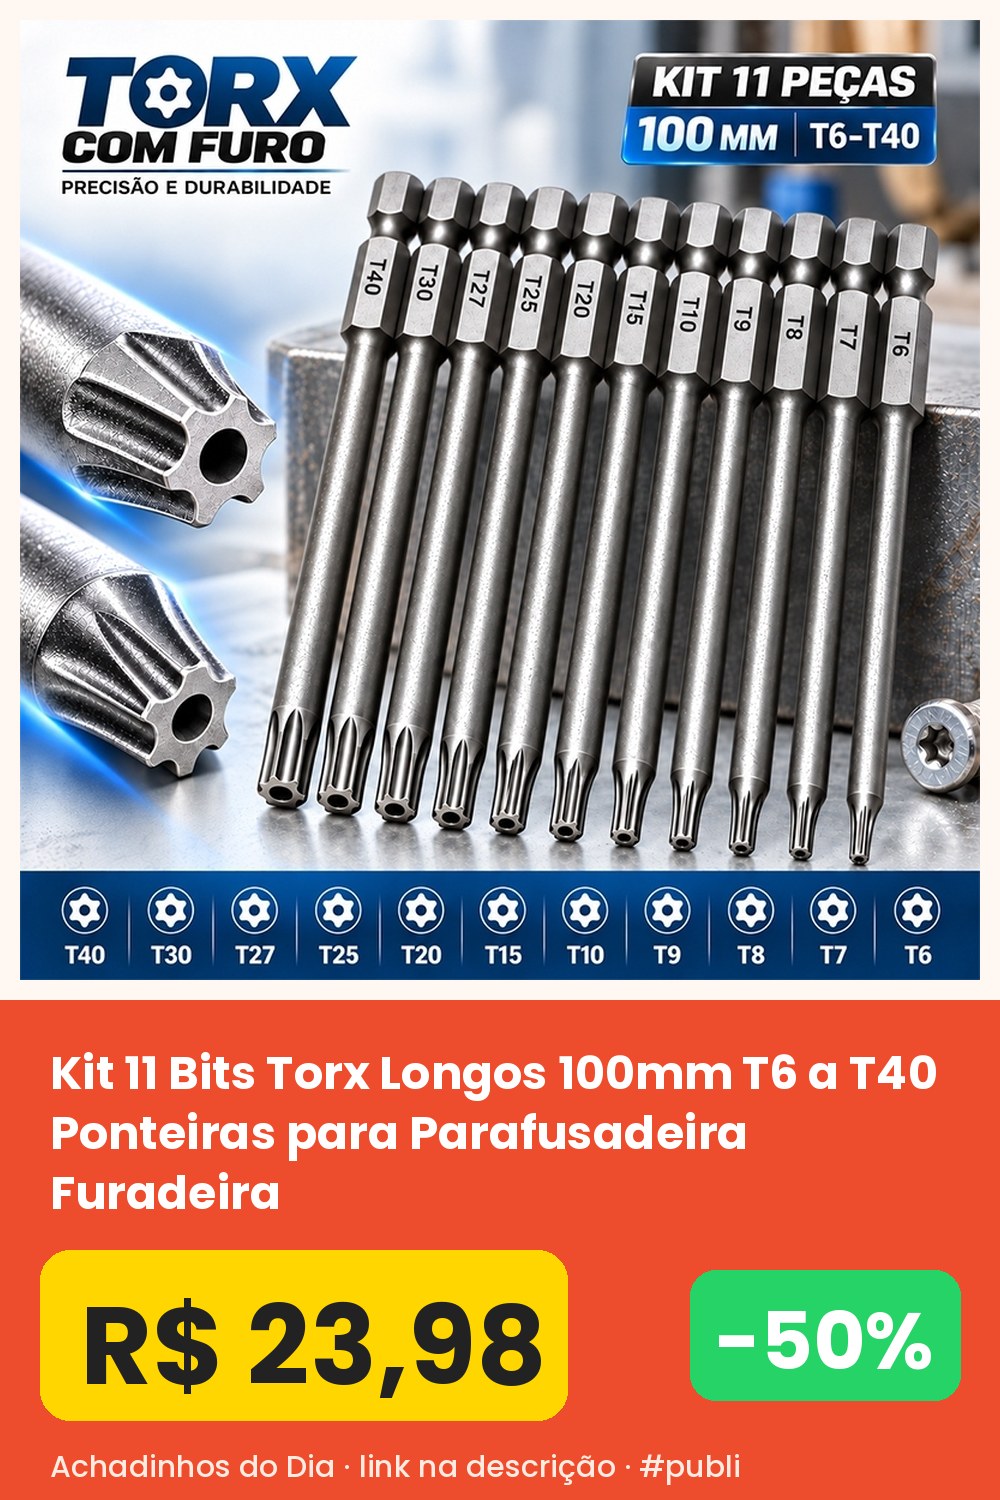 TORX
COM FURO
PRECISÃO E DURABILIDADE
KIT 11 PEÇAS
100 MM | T6-T40
T40
T30
T27
T25
T20
T15
T10
T9
T8
T7
T6
T40
T30
T27
T25
T20
T15
T10
T9
T8
T7
T6
Kit 11 Bits Torx Longos 100mm T6 a T40
Ponteiras para Parafusadeira
Furadeira
R$ 23,98
-50%
Achadinhos do Dia · link na descrição · #publi